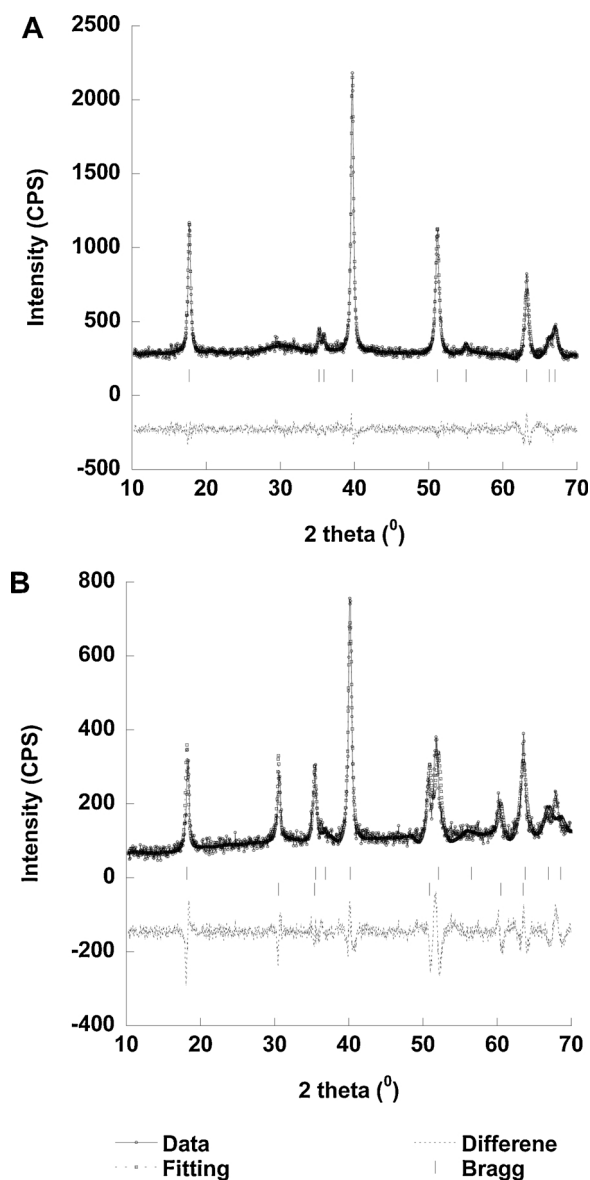 A
2500
2000
1500
1000
500
0
-500
Intensity (CPS)
10 20 30 40 50 60 70
2 theta (⁰)
B
800
600
400
200
0
-200
-400
Intensity (CPS)
10 20 30 40 50 60 70
2 theta (⁰)
Data Differene
Fitting Bragg